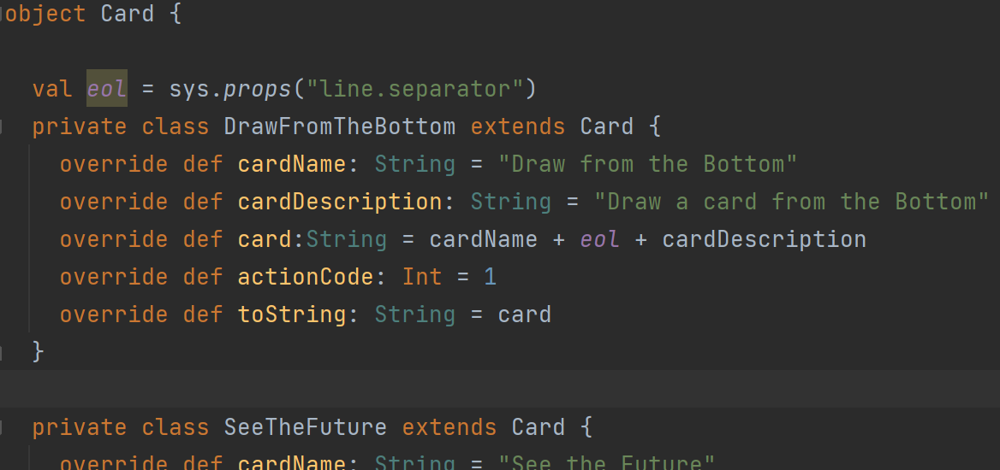 object Card {
val eol = sys.props("line.separator")
private class DrawFromTheBottom extends Card {
override def cardName: String = "Draw from the Bottom"
override def cardDescription: String = "Draw a card from the Bottom"
override def card:String = cardName + eol + cardDescription
override def actionCode: Int = 1
override def toString: String = card
}
private class SeeTheFuture extends Card {
override def cardName: String = "See the Future"